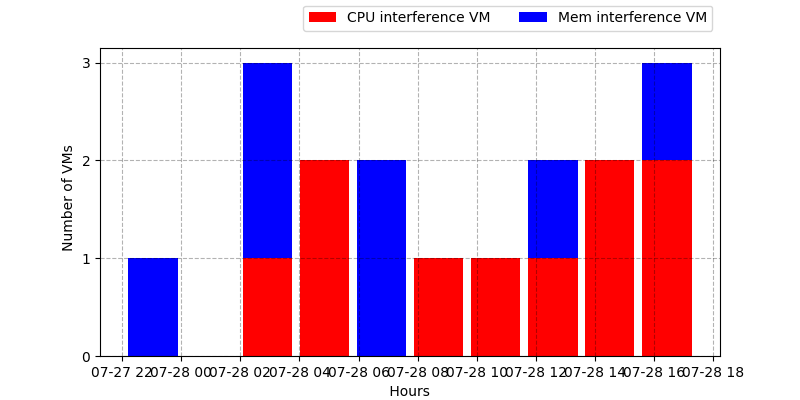 CPU interference VM Mem interference VM
3
2
1
0
Number of VMs
07-27 22 07-28 00 07-28 02 07-28 04 07-28 06 07-28 08 07-28 10 07-28 12 07-28 14 07-28 16 07-28 18
Hours